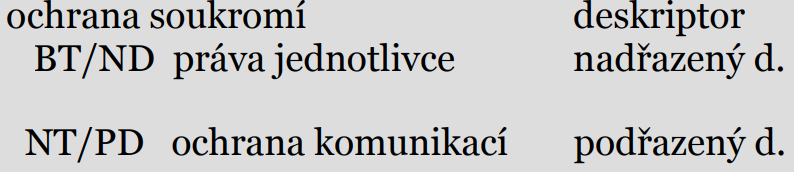 ochrana soukromí deskriptor
BT/ND práva jednotlivce nadřazený d.
NT/PD ochrana komunikací podřazený d.